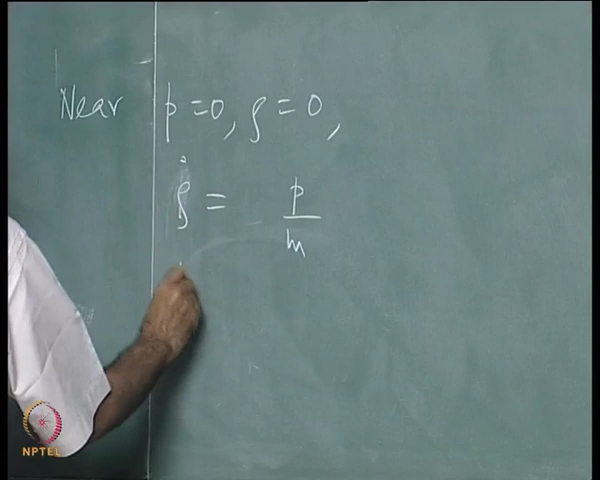 Near p = 0, ρ = 0,
ρ̇ = p/m
NPTEL